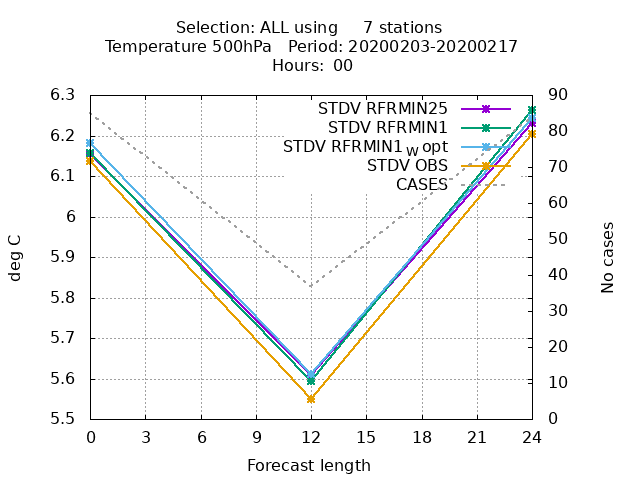 Selection: ALL using     7 stations
Temperature 500hPa   Period: 20200203-20200217
Hours:  00
STDV RFRMIN25
STDV RFRMIN1
STDV RFRMIN1_W opt
STDV OBS
CASES
6.3
6.2
6.1
6
5.9
5.8
5.7
5.6
5.5
90
80
70
60
50
40
30
20
10
0
deg C
No cases
0 3 6 9 12 15 18 21 24
Forecast length